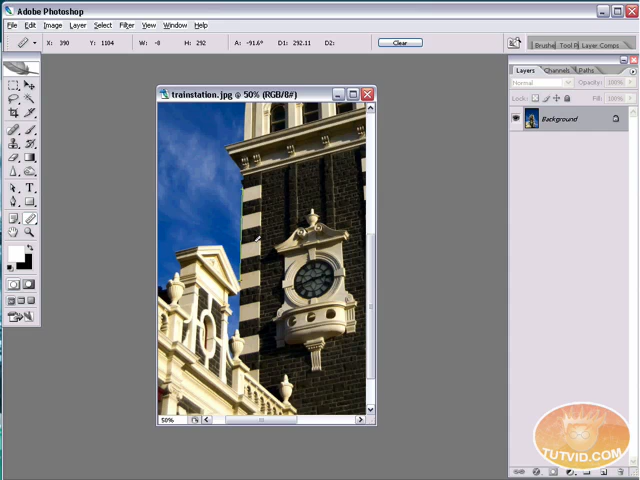 Adobe Photoshop
File Edit Image Layer Select Filter View Window Help
X: 390 Y: 1104 W: -8 H: 292 A: -91.6° D1: 292.11 D2: Clear
Brushe Tool P Layer Comps
trainstation.jpg @ 50% (RGB/8#)
Layers Channels Paths
Normal Opacity: 100%
Lock: Fill: 100%
Background
T
50%
TUTVID.COM